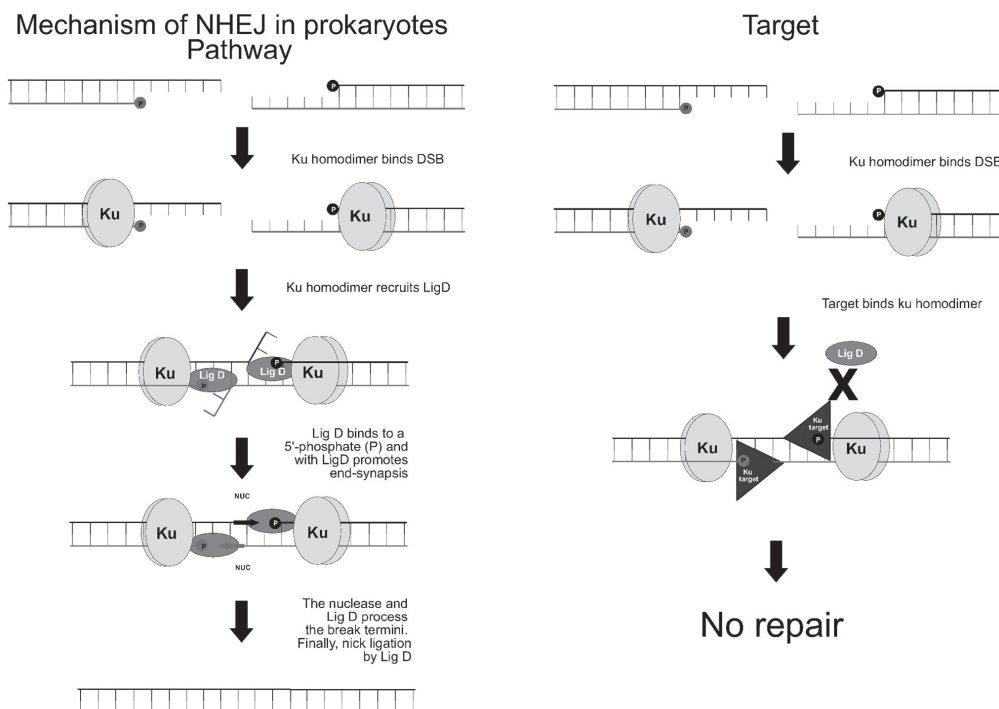 Mechanism of NHEJ in prokaryotes
Pathway
P
P
Ku homodimer binds DSB
Ku
P
P
Ku
Ku homodimer recruits LigD
Ku
Lig D
P
P
Lig D
Ku
Lig D binds to a
5'-phosphate (P) and
with LigD promotes
end-synapsis
NUC
Ku
P
P
Ku
NUC
The nuclease and
Lig D process
the break termini.
Finally, nick ligation
by Lig D
Target
P
P
Ku homodimer binds DSB
Ku
P
P
Ku
Target binds ku homodimer
Lig D
X
Ku
target
P
Ku
Ku
P
Ku
target
No repair